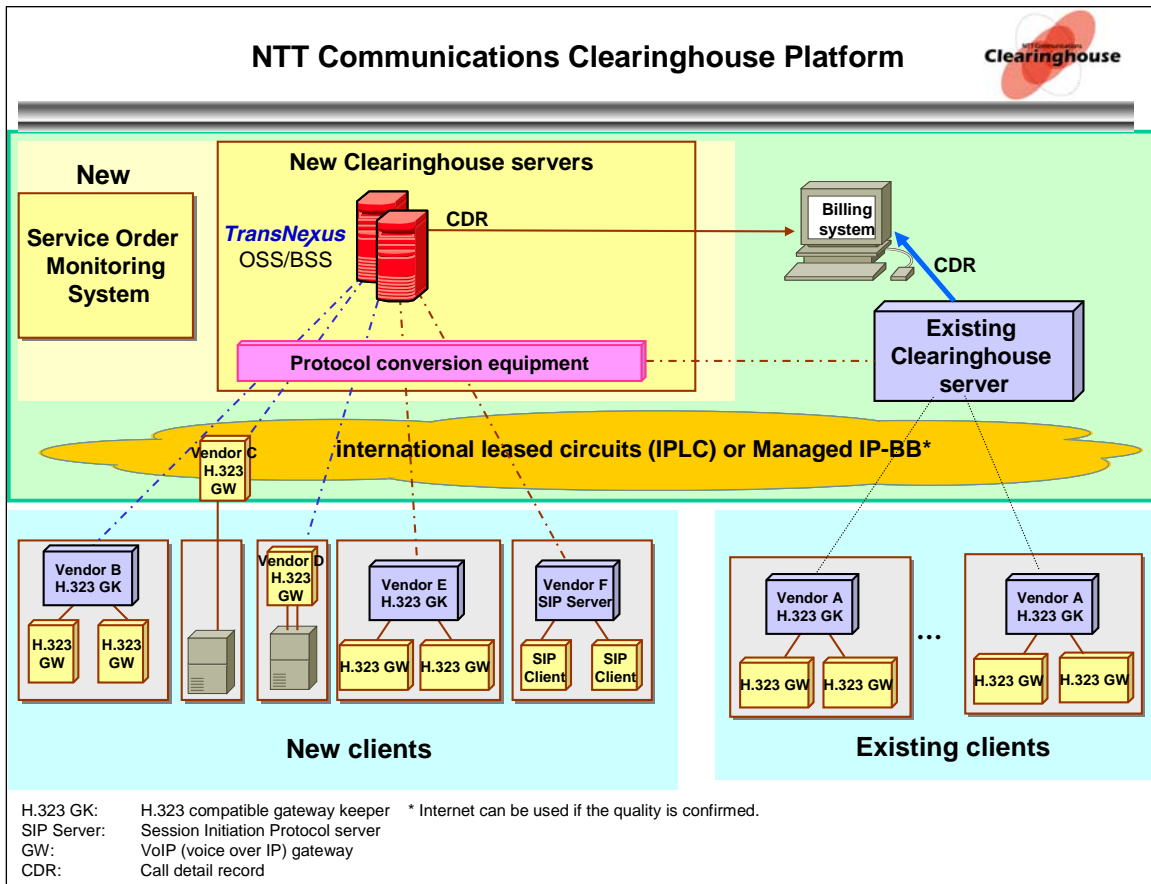 NTT Communications Clearinghouse Platform
NTT Communications
Clearinghouse
New
New Clearinghouse servers
Service Order
Monitoring
System
TransNexus
OSS/BSS
CDR
Billing
system
CDR
Existing
Clearinghouse
server
Protocol conversion equipment
international leased circuits (IPLC) or Managed IP-BB*
Vendor C
H.323
GW
Vendor B
H.323 GK
H.323
GW
H.323
GW
Vendor D
H.323
GW
Vendor E
H.323 GK
H.323 GW
H.323 GW
Vendor F
SIP Server
SIP
Client
SIP
Client
Vendor A
H.323 GK
H.323 GW
H.323 GW
...
Vendor A
H.323 GK
H.323 GW
H.323 GW
New clients
Existing clients
H.323 GK: H.323 compatible gateway keeper * Internet can be used if the quality is confirmed.
SIP Server: Session Initiation Protocol server
GW: VoIP (voice over IP) gateway
CDR: Call detail record